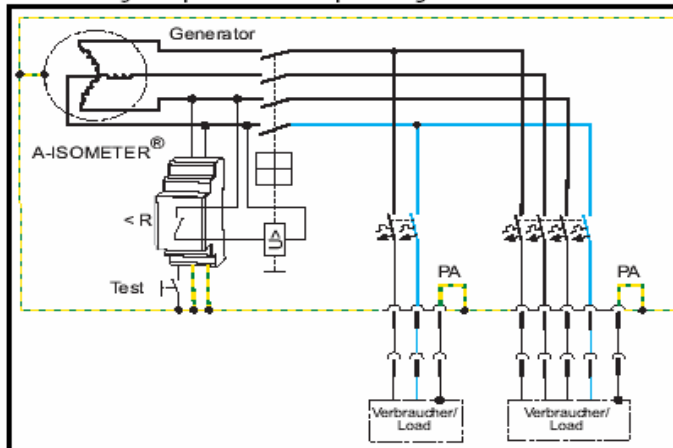 Generator
A-ISOMETER®
< R
Test
PA
PA
Verbraucher/
Load
Verbraucher/
Load